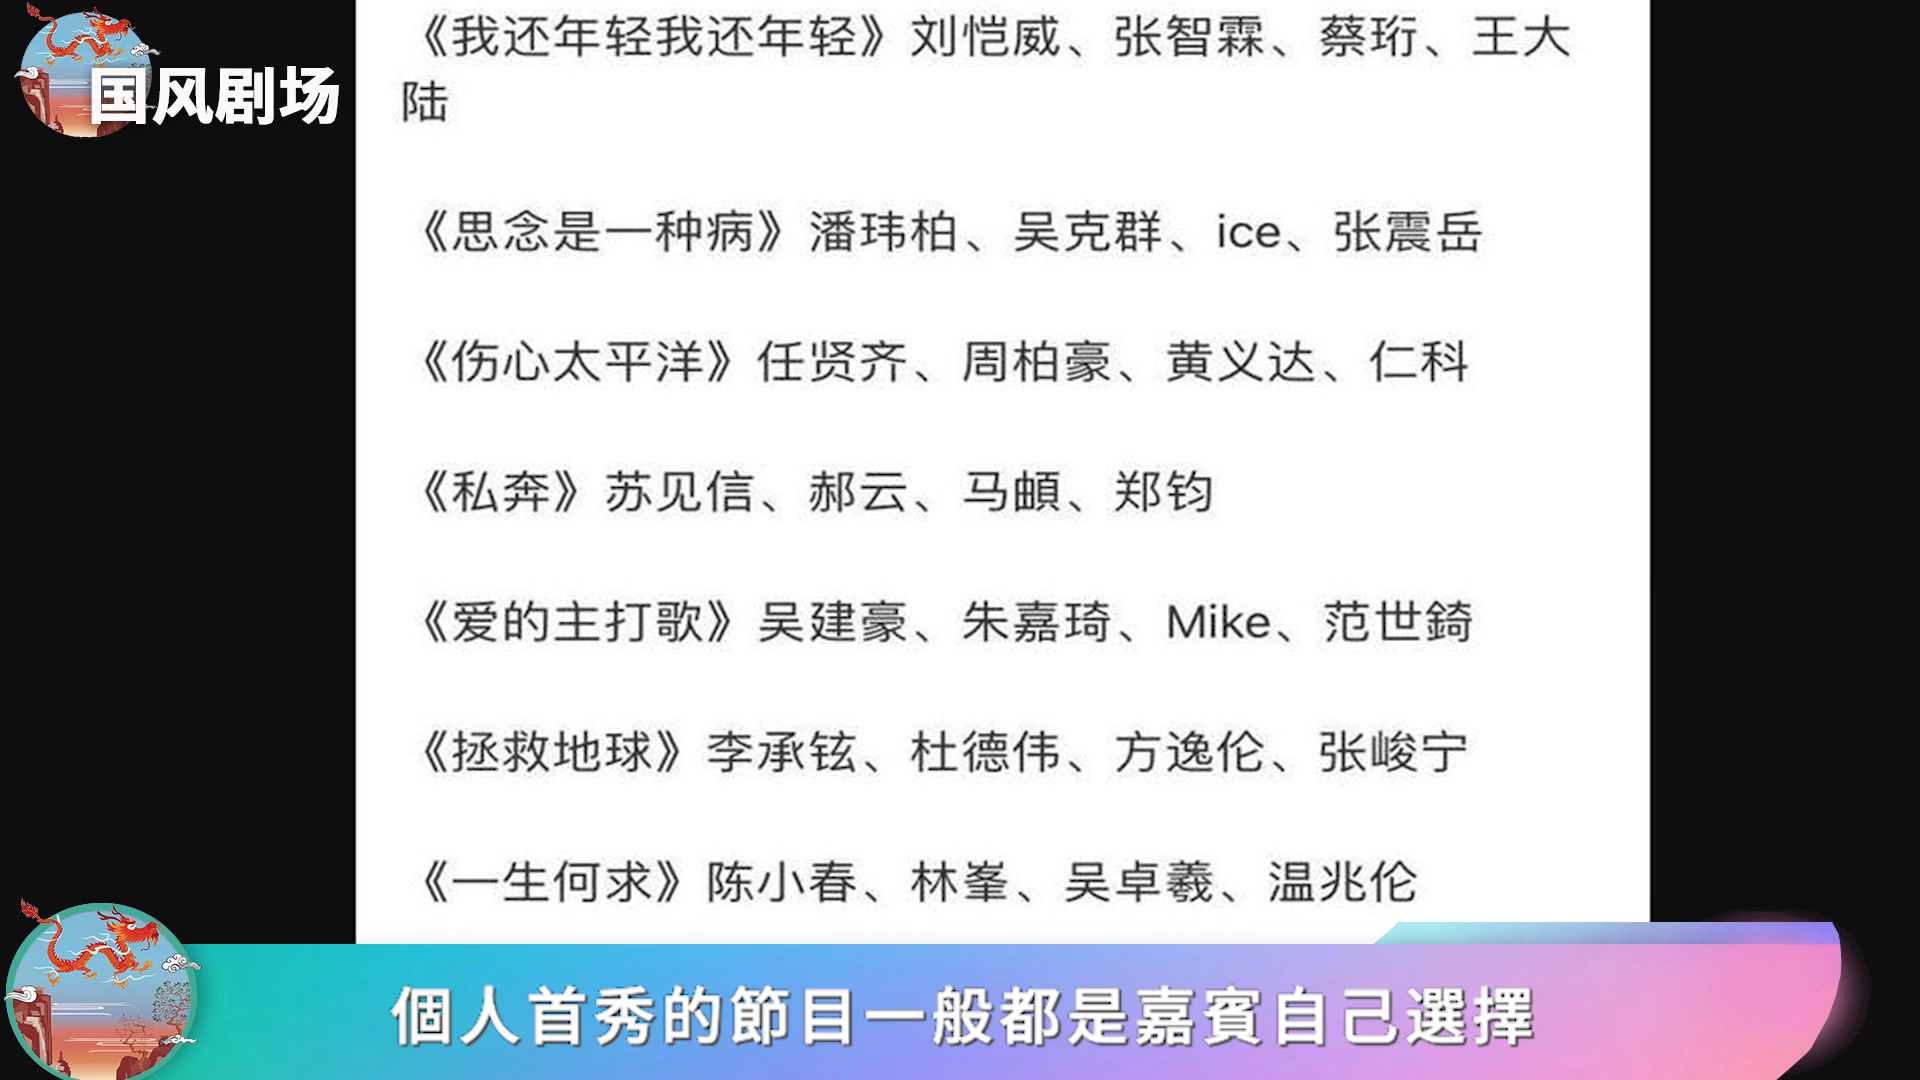 国风剧场
《我还年轻我还年轻》刘恺威、张智霖、蔡珩、王大
陆
《思念是一种病》潘玮柏、吴克群、ice、张震岳
《伤心太平洋》任贤齐、周柏豪、黄义达、仁科
《私奔》苏见信、郝云、马頔、郑钧
《爱的主打歌》吴建豪、朱嘉琦、Mike、范世錡
《拯救地球》李承铉、杜德伟、方逸伦、张峻宁
《一生何求》陈小春、林峯、吴卓羲、温兆伦
個人首秀的節目一般都是嘉賓自己選擇